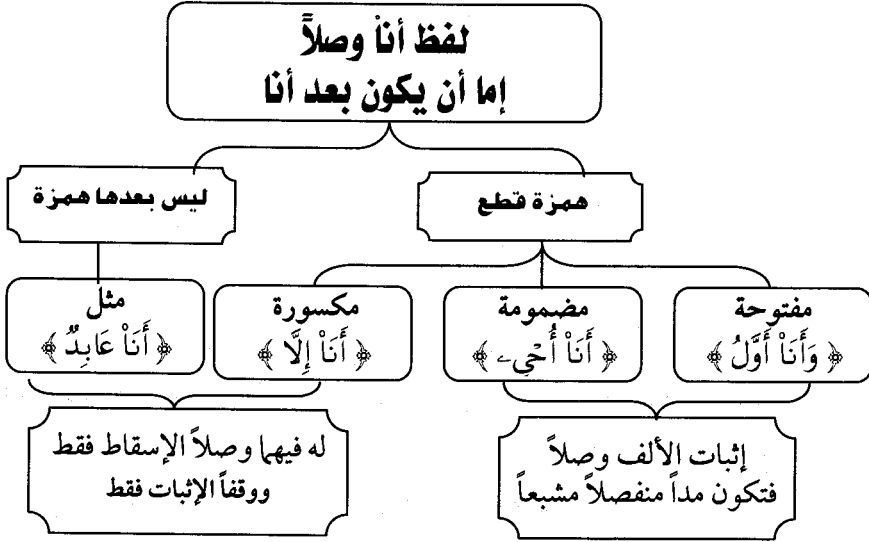 لفظ أناْ وصلاً
إما أن يكون بعد أنا
همزة قطع
ليس بعدها همزة
مفتوحة
﴿ وَأَنَا۠ أَوَّلُ ﴾
مضمومة
﴿ أَنَا۠ أُحْيِۦ ﴾
مكسورة
﴿ أَنَا۠ إِلَّا ﴾
مثل
﴿ أَنَا۠ عَابِدٌ ﴾
إثبات الألف وصلاً
فتكون مداً منفصلاً مشبعاً
له فيهما وصلاً الإسقاط فقط
ووقفاً الإثبات فقط